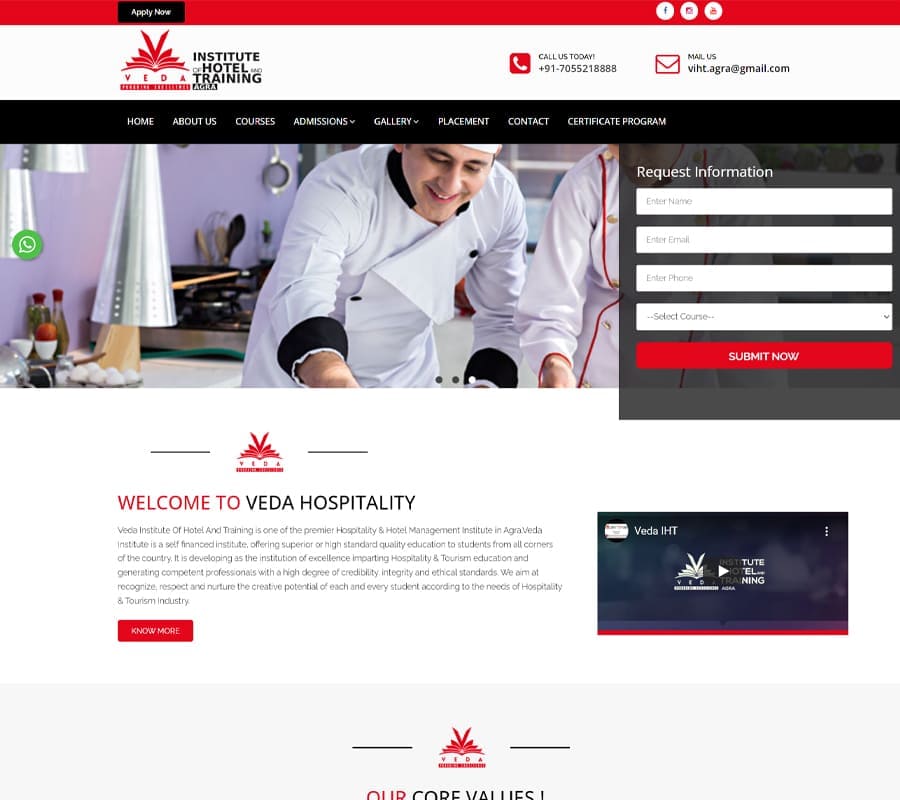 Apply Now
VEDA
PROVIDING EXCELLENCE
INSTITUTE
OF HOTEL AND
TRAINING
AGRA
CALL US TODAY!
+91-7055218888
MAIL US
viht.agra@gmail.com
HOME
ABOUT US
COURSES
ADMISSIONS
GALLERY
PLACEMENT
CONTACT
CERTIFICATE PROGRAM
Request Information
Enter Name
Enter Email
Enter Phone
--Select Course--
SUBMIT NOW
VEDA
WELCOME TO VEDA HOSPITALITY
Veda Institute Of Hotel And Training is one of the premier Hospitality & Hotel Management Institute in Agra.Veda
Institute is a self financed institute, offering superior or high standard quality education to students from all corners
of the country. It is developing as the institution of excellence imparting Hospitality & Tourism education and
generating competent professionals with a high degree of credibility, integrity and ethical standards. We aim at
recognize, respect and nurture the creative potential of each and every student according to the needs of Hospitality
& Tourism Industry.
KNOW MORE
Veda IHT
VEDA
INSTITUTE
HOTEL AND
TRAINING
AGRA
VEDA
OUR CORE VALUES !